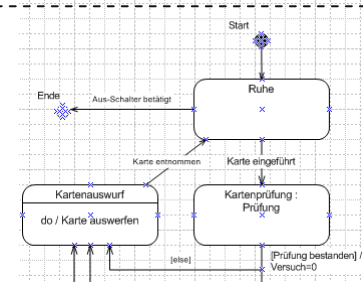 Start
Ruhe
Ende
Aus-Schalter betätigt
Karte entnommen
Karte eingeführt
Kartenauswurf
do / Karte auswerfen
Kartenprüfung :
Prüfung
[else]
[Prüfung bestanden] /
Versuch=0